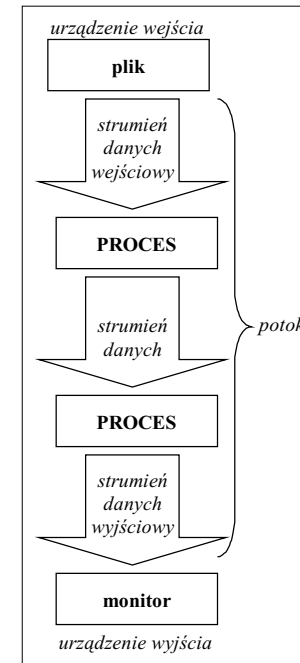 urządzenie wejścia
plik
strumień
danych
wejściowy
PROCES
strumień
danych
potok
PROCES
strumień
danych
wyjściowy
monitor
urządzenie wyjścia